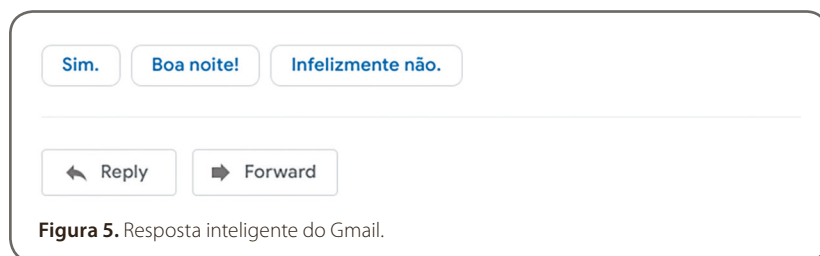 Sim. Boa noite! Infelizmente não.
Reply Forward
Figura 5. Resposta inteligente do Gmail.